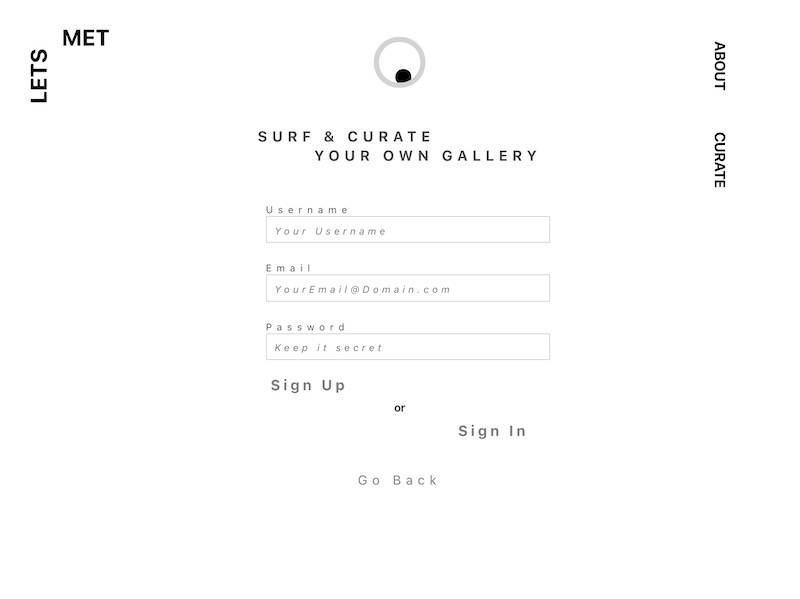 LETS
MET
ABOUT
CURATE
SURF & CURATE
YOUR OWN GALLERY
Username
Your Username
Email
YourEmail@Domain.com
Password
Keep it secret
Sign Up
or
Sign In
Go Back